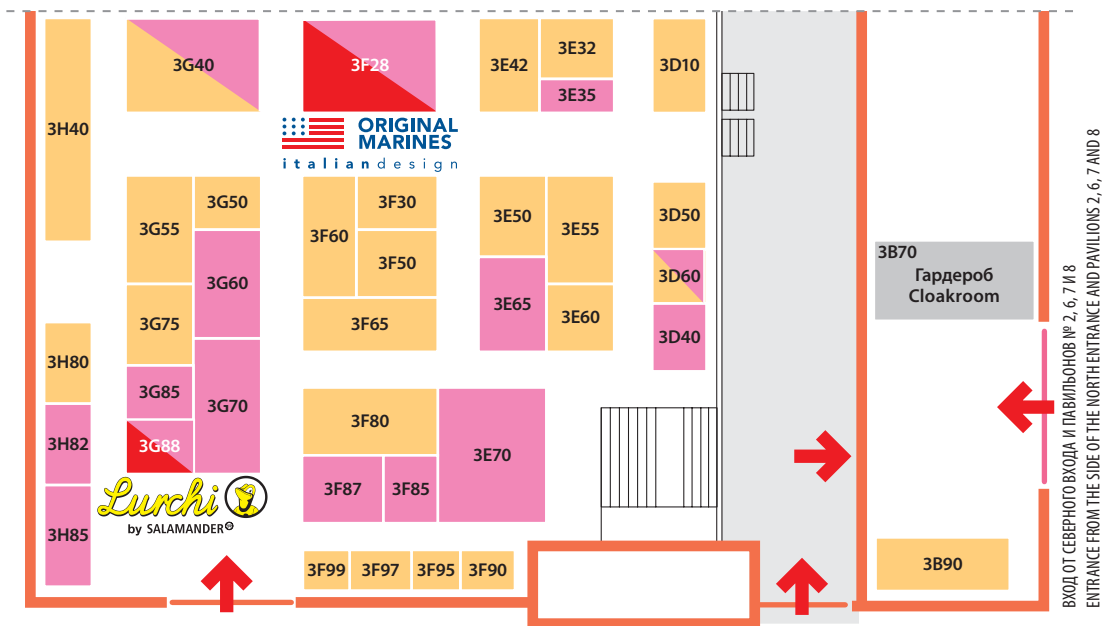 3G40
3F28
3E42
3E32
3E35
3D10
3H40
ORIGINAL
MARINES
italiandesign
3G55
3G50
3G60
3G75
3G85
3G70
3G88
3F60
3F30
3F50
3F65
3E50
3E55
3E65
3E60
3D50
3D60
3D40
3B70
Гардероб
Cloakroom
3H80
3H82
3H85
3F80
3F87
3F85
3E70
Lurchi
by SALAMANDER
3F99
3F97
3F95
3F90
3B90
ВХОД ОТ СЕВЕРНОГО ВХОДА И ПАВИЛЬОНОВ № 2, 6, 7 И 8
ENTRANCE FROM THE SIDE OF THE NORTH ENTRANCE AND PAVILIONS 2, 6, 7 AND 8